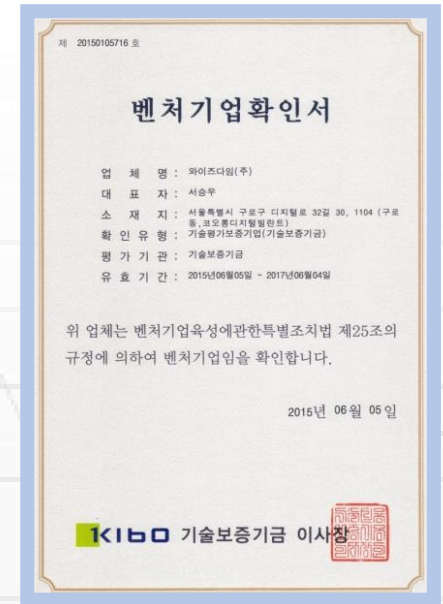 제 20150105716 호
벤처기업확인서
업 체 명 : 와이즈다임(주)
대 표 자 : 서승우
소 재 지 : 서울특별시 구로구 디지털로 32길 30, 1104 (구로
동,코오롱디지털빌란트)
확 인 유 형 : 기술평가보증기업(기술보증기금)
평 가 기 관 : 기술보증기금
유 효 기 간 : 2015년06월05일 ~ 2017년06월04일
위 업체는 벤처기업육성에관한특별조치법 제25조의
규정에 의하여 벤처기업임을 확인합니다.
2015년 06월 05일
KIBO 기술보증기금 이사장